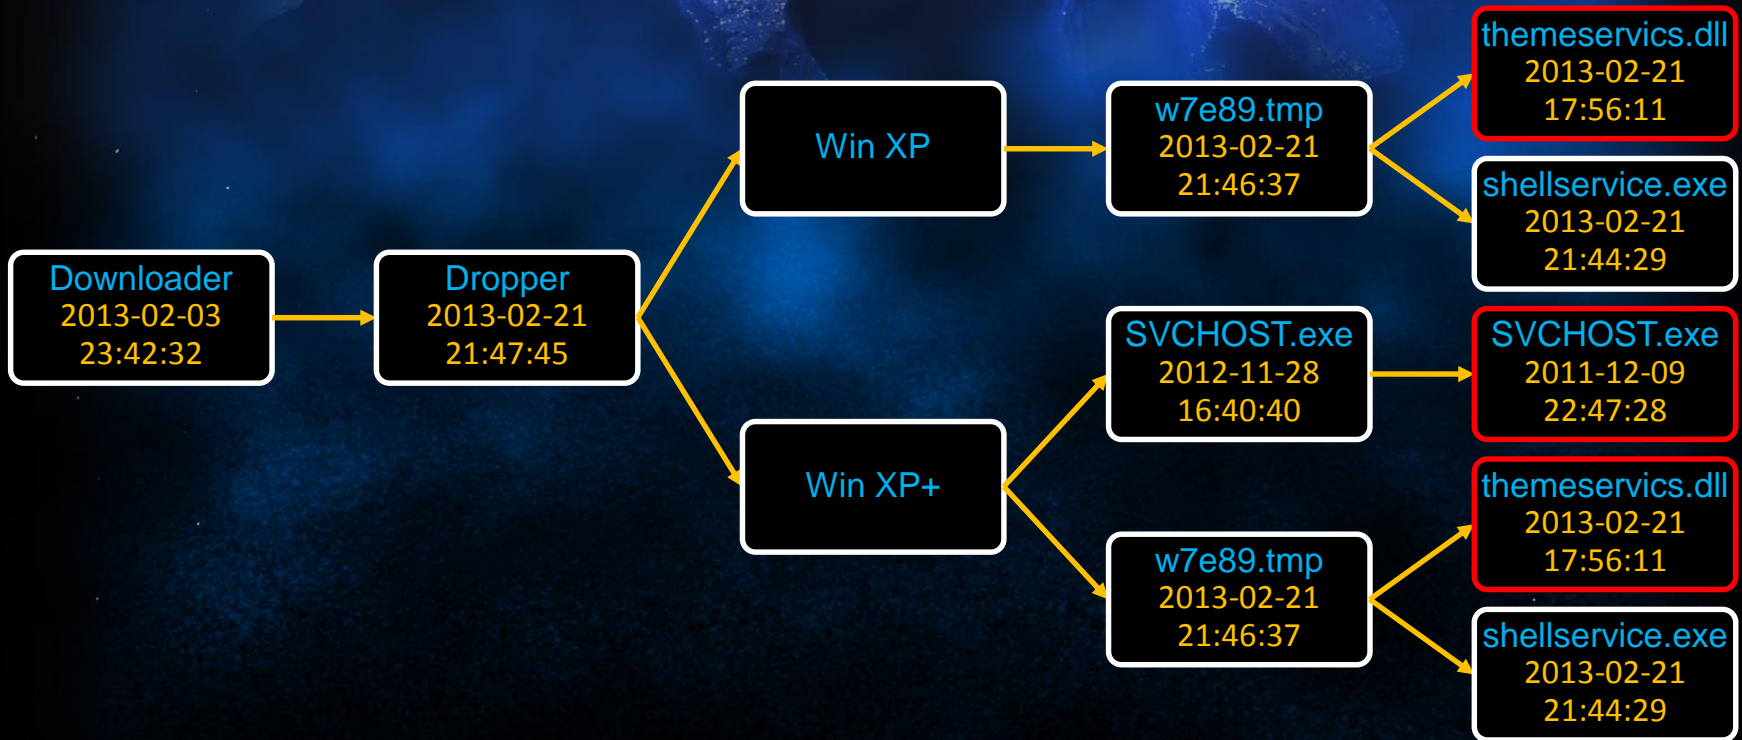 Downloader
2013-02-03
23:42:32
Dropper
2013-02-21
21:47:45
Win XP
w7e89.tmp
2013-02-21
21:46:37
themeservics.dll
2013-02-21
17:56:11
shellservice.exe
2013-02-21
21:44:29
Win XP+
SVCHOST.exe
2012-11-28
16:40:40
SVCHOST.exe
2011-12-09
22:47:28
w7e89.tmp
2013-02-21
21:46:37
themeservics.dll
2013-02-21
17:56:11
shellservice.exe
2013-02-21
21:44:29